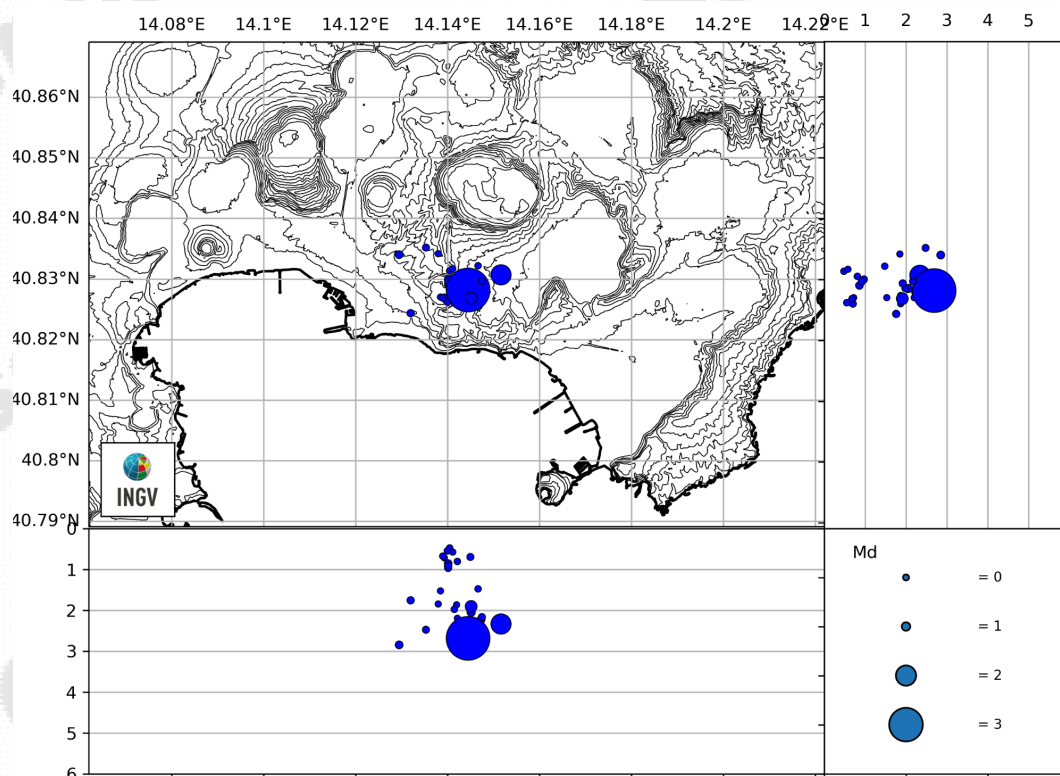 14.08°E 14.1°E 14.12°E 14.14°E 14.16°E 14.18°E 14.2°E 14.22°E
0 1 2 3 4 5
40.86°N
40.85°N
40.84°N
40.83°N
40.82°N
40.81°N
40.8°N
40.79°N
INGV
0
1
2
3
4
5
6
Md
= 0
= 1
= 2
= 3